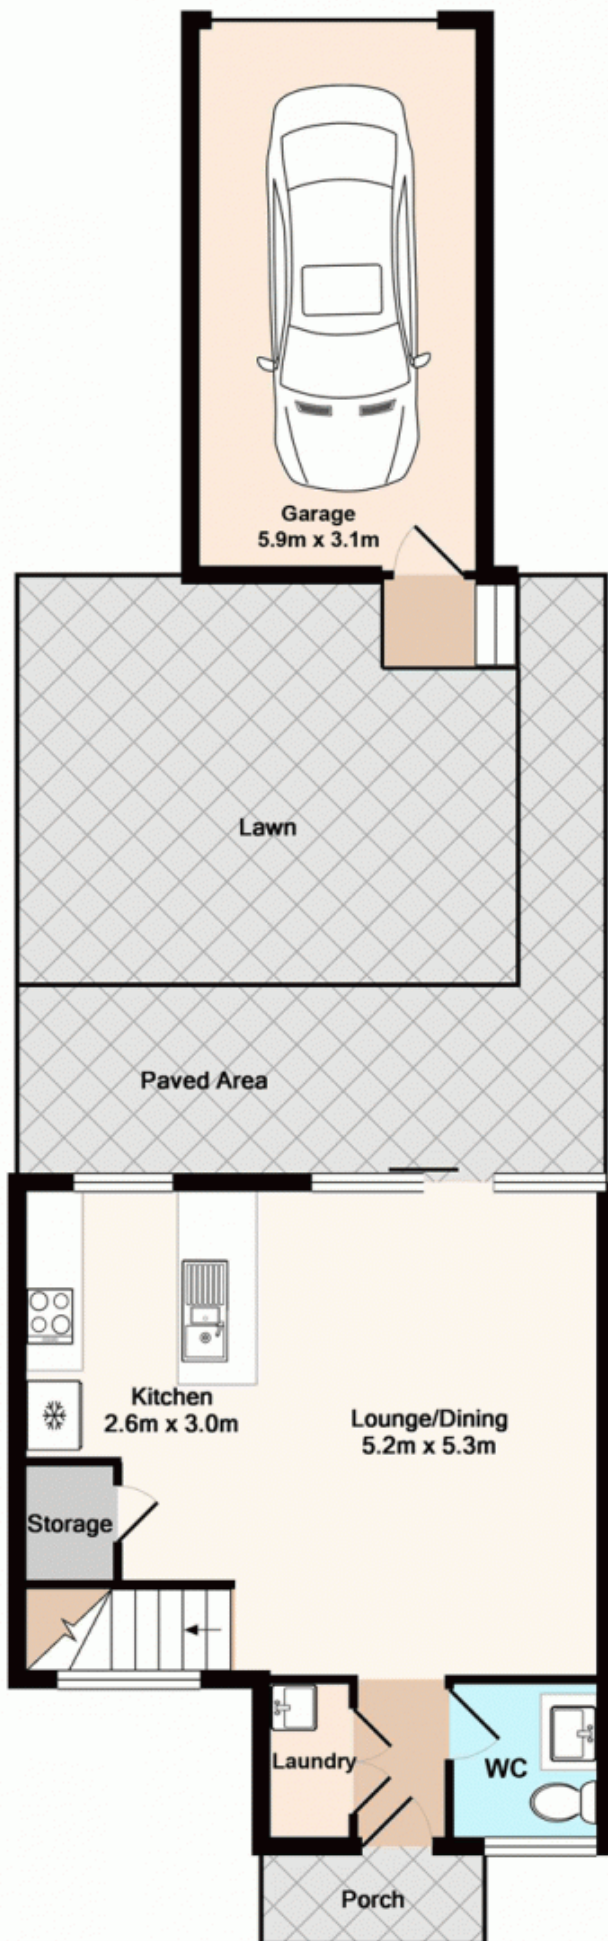 Garage
5.9m x 3.1m
Lawn
Paved Area
Kitchen
2.6m x 3.0m
Lounge/Dining
5.2m x 5.3m
Storage
Laundry
WC
Porch